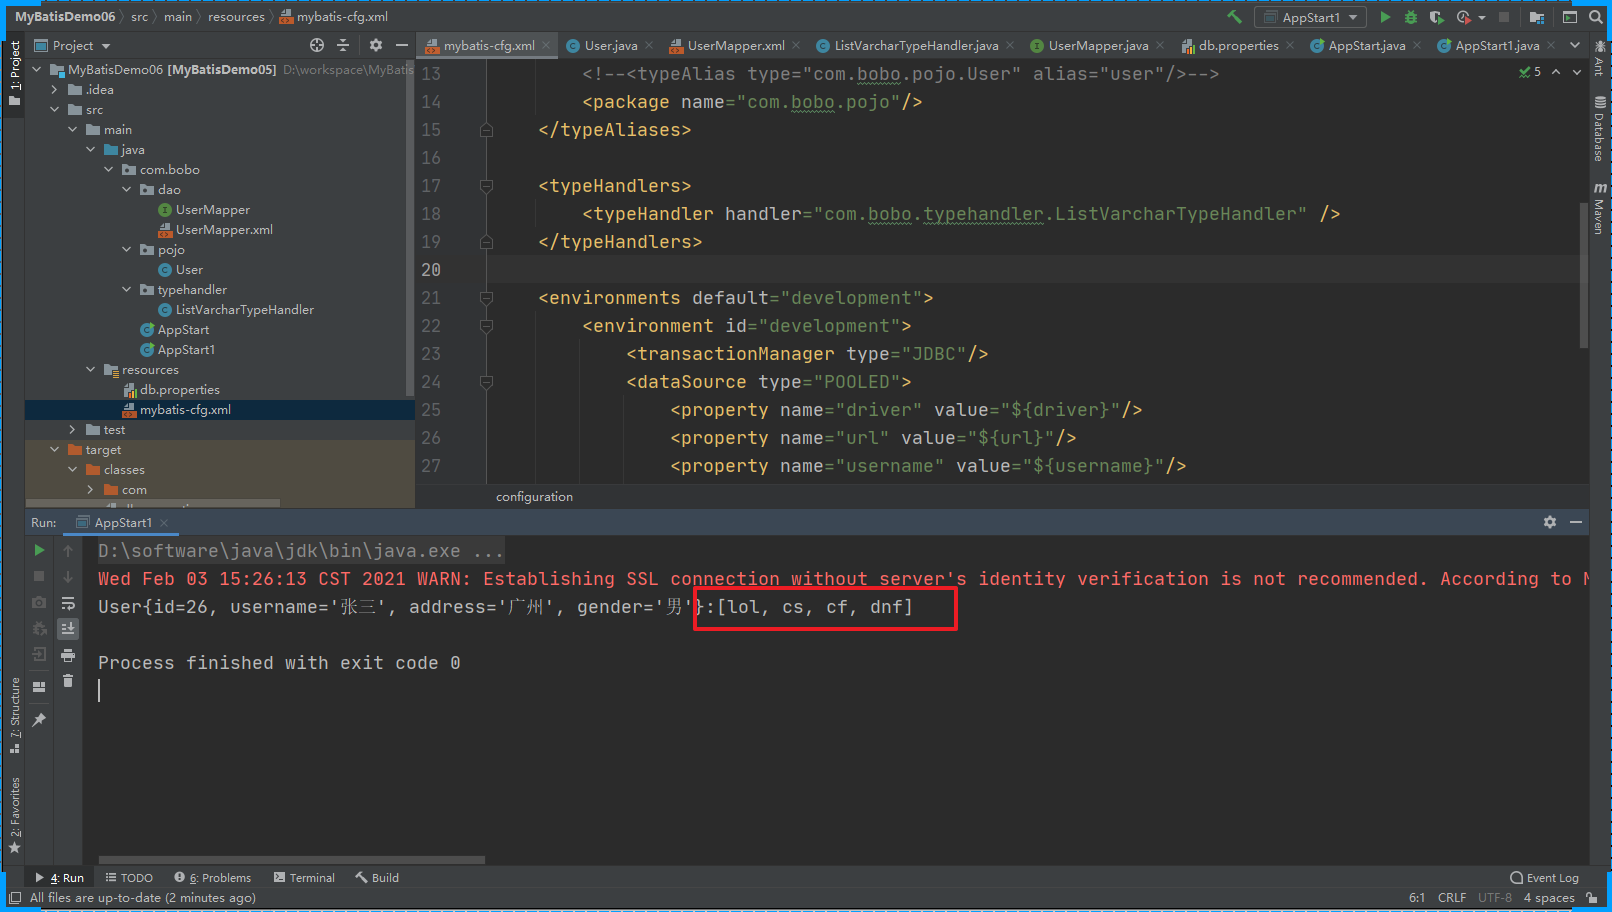 MyBatisDemo06 src main resources mybatis-cfg.xml AppStart1
Project
mybatis-cfg.xml User.java UserMapper.xml ListVarcharTypeHandler.java UserMapper.java db.properties AppStart.java AppStart1.java
1: Project
MyBatisDemo06 [MyBatisDemo05] D:\workspace\MyBatis
.idea
src
main
java
com.bobo
dao
UserMapper
UserMapper.xml
pojo
User
typehandler
ListVarcharTypeHandler
AppStart
AppStart1
resources
db.properties
mybatis-cfg.xml
test
target
classes
com
5
13 <!--<typeAlias type="com.bobo.pojo.User" alias="user"/>-->
14 <package name="com.bobo.pojo"/>
15 </typeAliases>
16
17 <typeHandlers>
18 <typeHandler handler="com.bobo.typehandler.ListVarcharTypeHandler" />
19 </typeHandlers>
20
21 <environments default="development">
22 <environment id="development">
23 <transactionManager type="JDBC"/>
24 <dataSource type="POOLED">
25 <property name="driver" value="${driver}"/>
26 <property name="url" value="${url}"/>
27 <property name="username" value="${username}"/>
configuration
Ant
Database
Maven
Run: AppStart1
D:\software\java\jdk\bin\java.exe ...
Wed Feb 03 15:26:13 CST 2021 WARN: Establishing SSL connection without server's identity verification is not recommended. According to
User{id=26, username='张三', address='广州', gender='男'}:[lol, cs, cf, dnf]
Process finished with exit code 0
7: Structure
2: Favorites
4: Run TODO 6: Problems Terminal Build Event Log
All files are up-to-date (2 minutes ago) 6:1 CRLF UTF-8 4 spaces